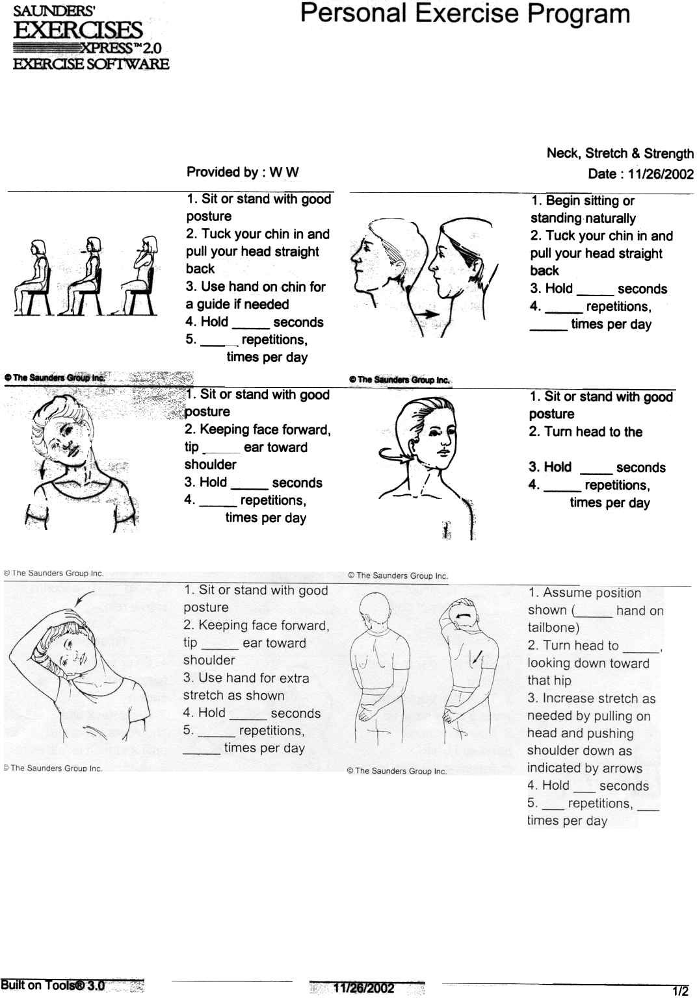 SAUNDERS'
EXERCISES
XPRESS™ 2.0
EXERCISE SOFTWARE
Personal Exercise Program
Neck, Stretch & Strength
Provided by : W W
Date : 11/26/2002
1. Sit or stand with good
posture
2. Tuck your chin in and
pull your head straight
back
3. Use hand on chin for
a guide if needed
4. Hold _____ seconds
5. _____ repetitions,
times per day
© The Saunders Group Inc.
1. Begin sitting or
standing naturally
2. Tuck your chin in and
pull your head straight
back
3. Hold _____ seconds
4. _____ repetitions,
_____ times per day
© The Saunders Group Inc.
1. Sit or stand with good
posture
2. Keeping face forward,
tip _____ ear toward
shoulder
3. Hold _____ seconds
4. _____ repetitions,
times per day
© The Saunders Group Inc.
1. Sit or stand with good
posture
2. Turn head to the
3. Hold _____ seconds
4. _____ repetitions,
times per day
© The Saunders Group Inc.
1. Sit or stand with good
posture
2. Keeping face forward,
tip _____ ear toward
shoulder
3. Use hand for extra
stretch as shown
4. Hold _____ seconds
5. _____ repetitions,
_____ times per day
© The Saunders Group Inc.
1. Assume position
shown (_____ hand on
tailbone)
2. Turn head to _____,
looking down toward
that hip
3. Increase stretch as
needed by pulling on
head and pushing
shoulder down as
indicated by arrows
4. Hold ___ seconds
5. ___ repetitions, ___
times per day
© The Saunders Group Inc.
Built on Tools® 3.0
11/26/2002
1/2